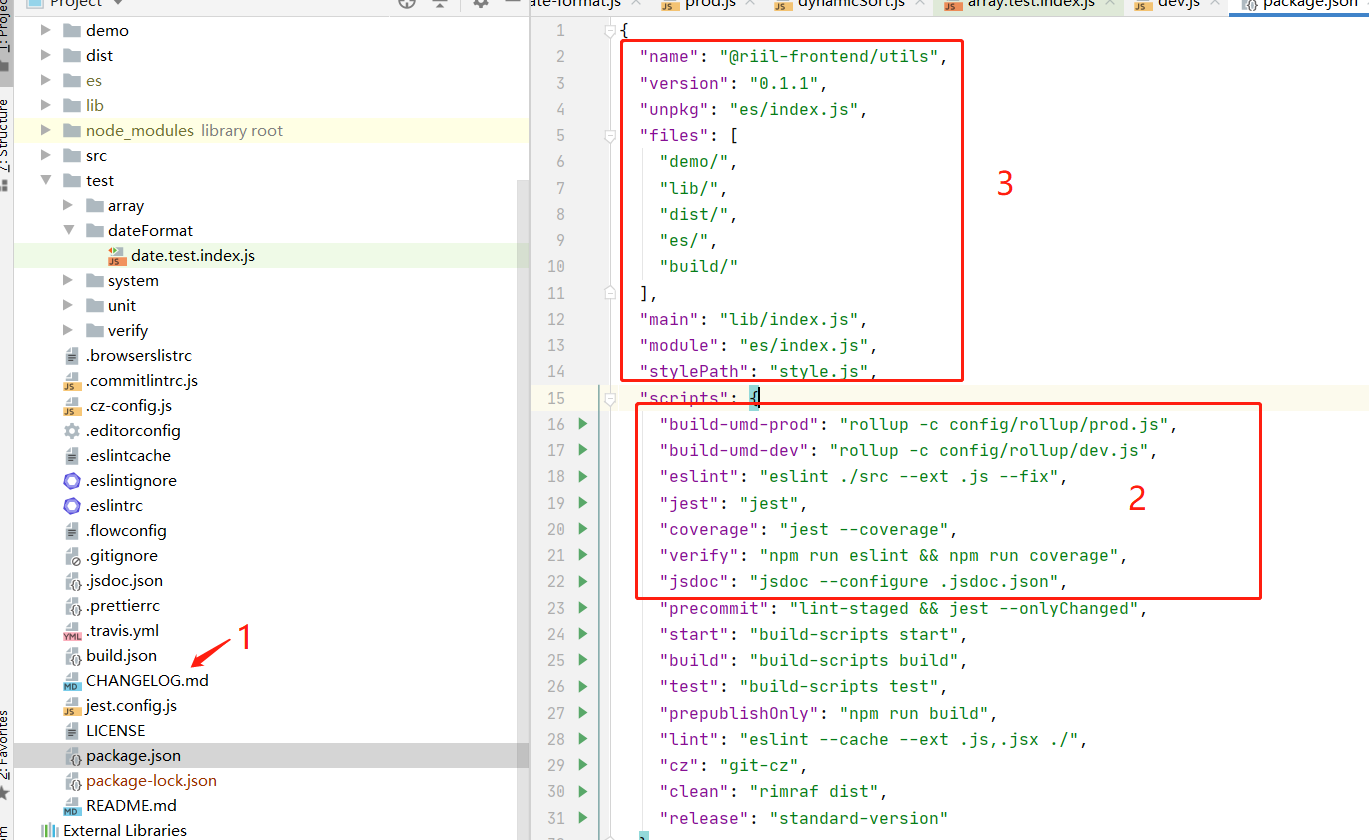 Project
ate-format.js
prod.js
dynamicSort.js
array.test.index.js
dev.js
package.json
1: Project
7: Structure
2: Favorites
demo
dist
es
lib
node_modules library root
src
test
array
dateFormat
date.test.index.js
system
unit
verify
.browserslistrc
.commitlintrc.js
.cz-config.js
.editorconfig
.eslintcache
.eslintignore
.eslintrc
.flowconfig
.gitignore
.jsdoc.json
.prettierrc
.travis.yml
build.json
CHANGELOG.md
jest.config.js
LICENSE
package.json
package-lock.json
README.md
External Libraries
1
1 {
2 "name": "@riil-frontend/utils",
3 "version": "0.1.1",
4 "unpkg": "es/index.js",
5 "files": [
6 "demo/",
7 "lib/",
8 "dist/",
9 "es/",
10 "build/"
11 ],
12 "main": "lib/index.js",
13 "module": "es/index.js",
14 "stylePath": "style.js",
3
15 "scripts": {
16 "build-umd-prod": "rollup -c config/rollup/prod.js",
17 "build-umd-dev": "rollup -c config/rollup/dev.js",
18 "eslint": "eslint ./src --ext .js --fix",
19 "jest": "jest",
20 "coverage": "jest --coverage",
21 "verify": "npm run eslint && npm run coverage",
22 "jsdoc": "jsdoc --configure .jsdoc.json",
2
23 "precommit": "lint-staged && jest --onlyChanged",
24 "start": "build-scripts start",
25 "build": "build-scripts build",
26 "test": "build-scripts test",
27 "prepublishOnly": "npm run build",
28 "lint": "eslint --cache --ext .js,.jsx ./",
29 "cz": "git-cz",
30 "clean": "rimraf dist",
31 "release": "standard-version"